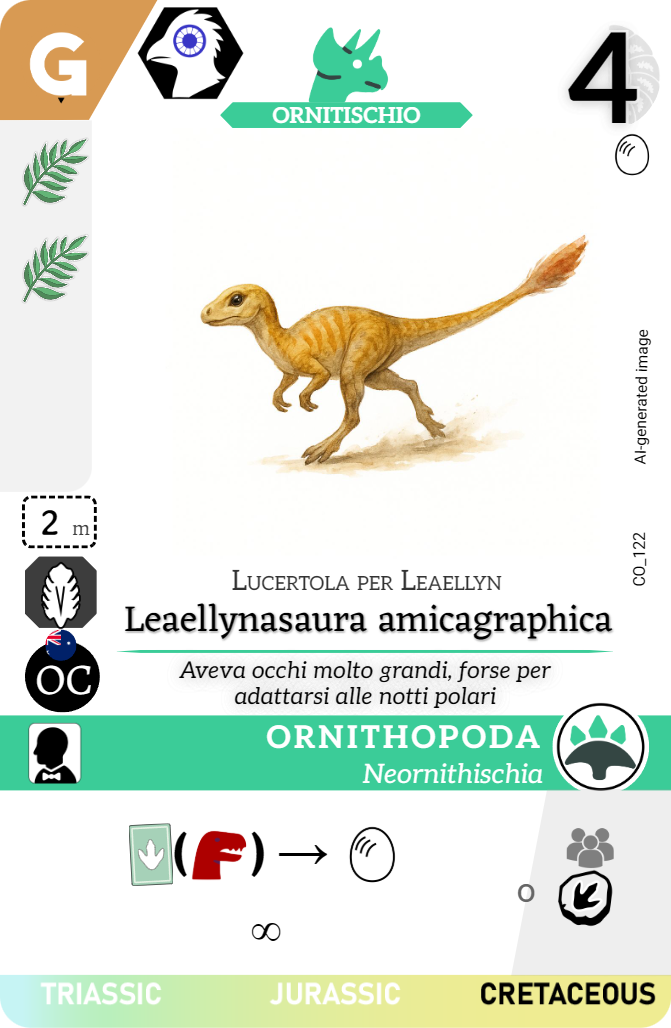 G
ORNITISCHIO
4
AI-generated image
CO_122
2 m
OC
Lucertola per Leaellyn
Leaellynasaura amicagraphica
Aveva occhi molto grandi, forse per
adattarsi alle notti polari
ORNITHOPODA
Neornithischia
( ) →
o
∞
TRIASSIC JURASSIC CRETACEOUS